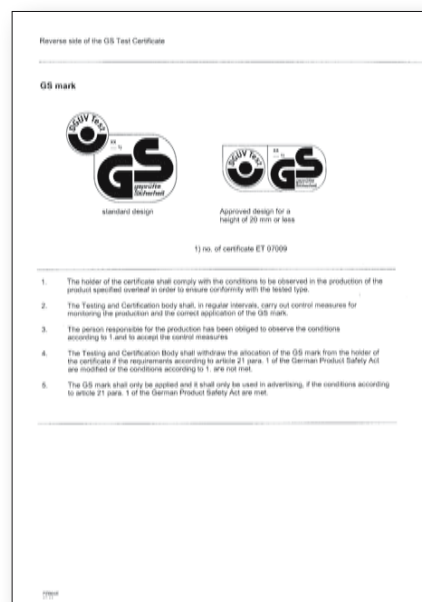 Reverse side of the GS Test Certificate
GS mark
DGUV Test
GS
geprüfte
Sicherheit
standard design
DGUV Test
GS
geprüfte
Sicherheit
Approved design for a
height of 20 mm or less
1) no. of certificate ET 07009
1. The holder of the certificate shall comply with the conditions to be observed in the production of the
product specified overleaf in order to ensure conformity with the tested type.
2. The Testing and Certification body shall, in regular intervals, carry out control measures for
monitoring the production and the correct application of the GS mark.
3. The person responsible for the production has been obliged to observe the conditions
according to 1.and to accept the control measures
4. The Testing and Certification Body shall withdraw the allocation of the GS mark from the holder of
the certificate if the requirements according to article 21 para. 1 of the German Product Safety Act
are modified or the conditions according to 1. are not met.
5. The GS mark shall only be applied and it shall only be used in advertising, if the conditions according
to article 21 para. 1 of the German Product Safety Act are met.